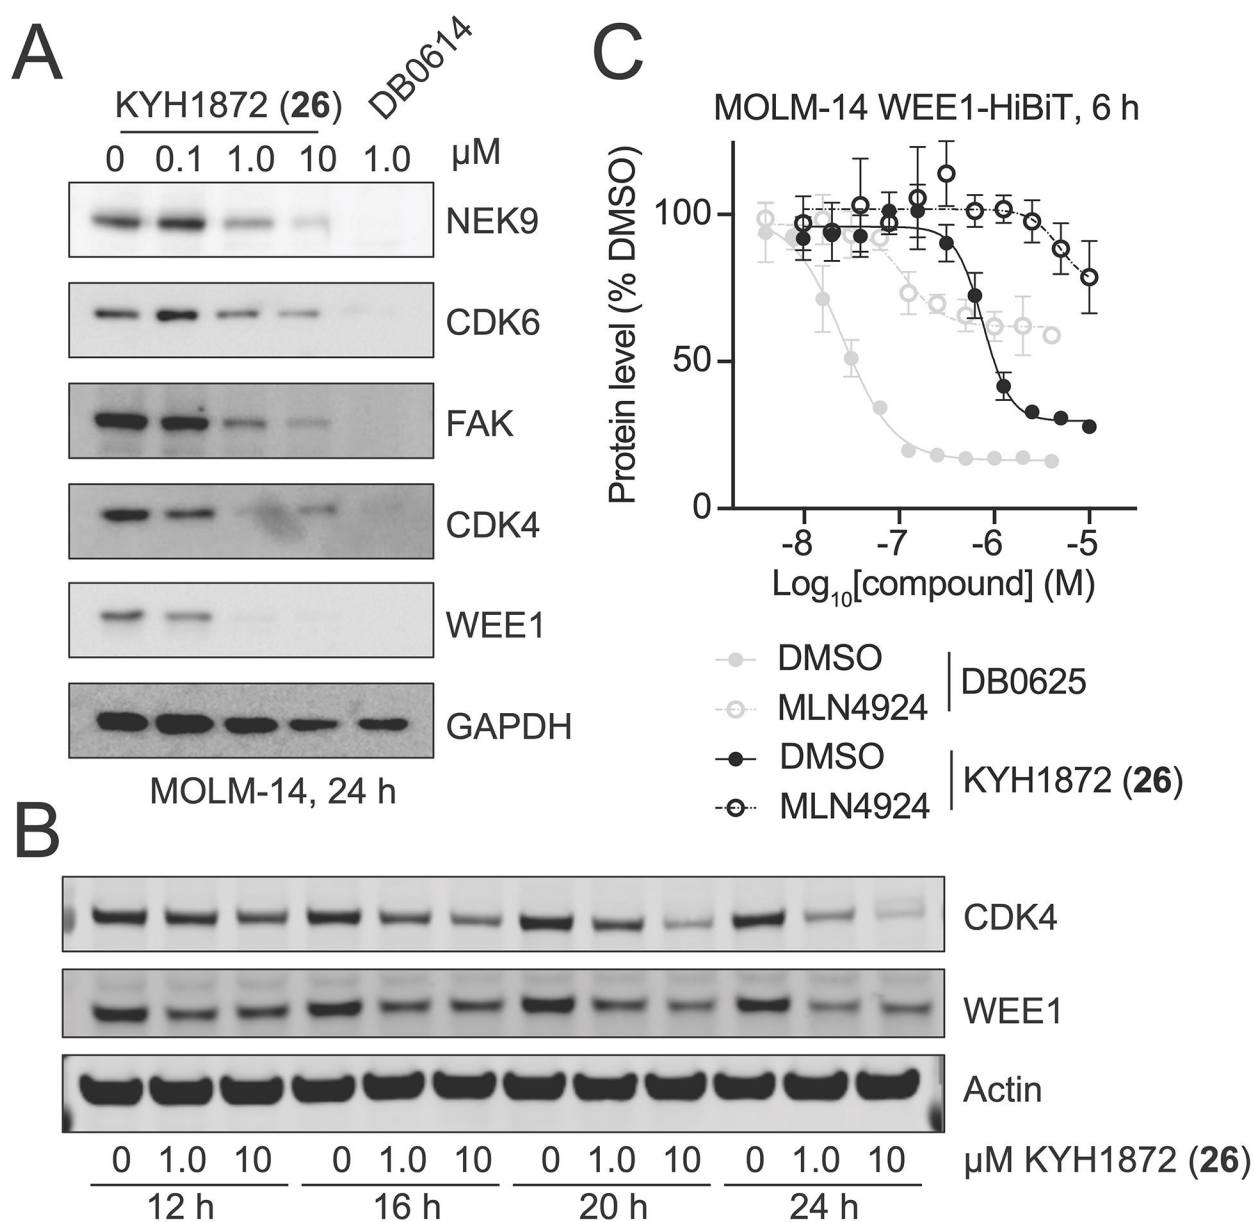 A
KYH1872 (26)
DB0614
0 0.1 1.0 10 1.0 µM
NEK9
CDK6
FAK
CDK4
WEE1
GAPDH
MOLM-14, 24 h
C
MOLM-14 WEE1-HiBiT, 6 h
Protein level (% DMSO)
100
50
0
-8 -7 -6 -5
Log10[compound] (M)
DMSO
MLN4924
DB0625
DMSO
MLN4924
KYH1872 (26)
B
CDK4
WEE1
Actin
0 1.0 10 0 1.0 10 0 1.0 10 0 1.0 10 µM KYH1872 (26)
12 h 16 h 20 h 24 h